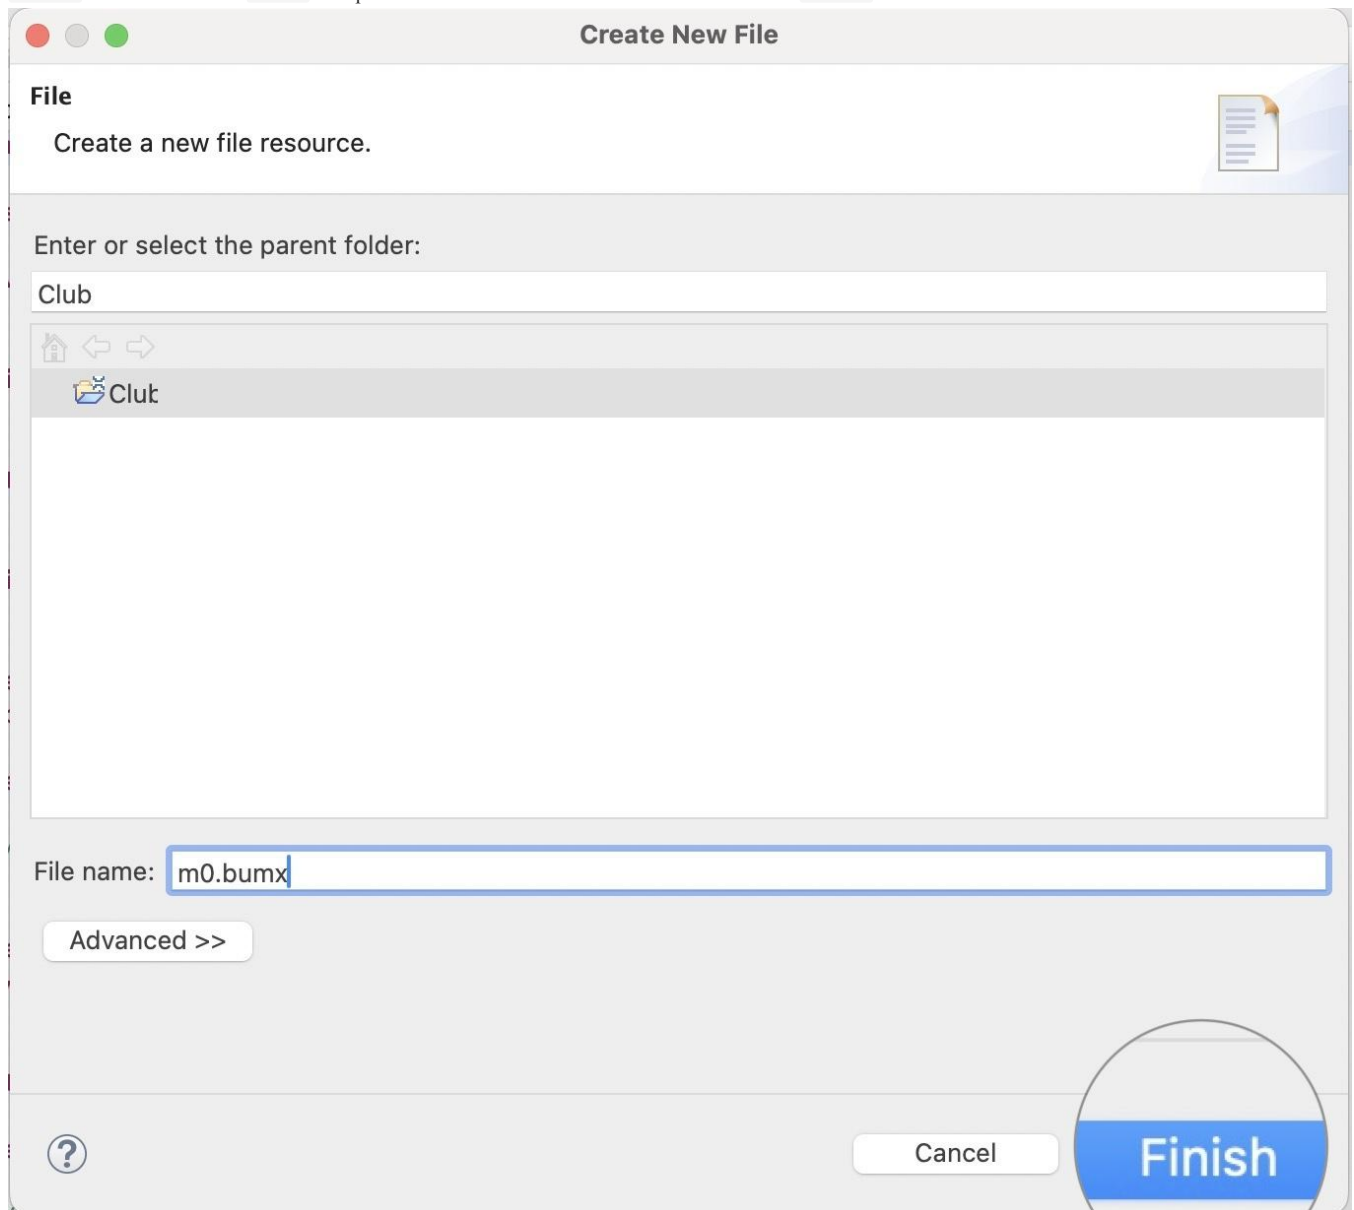 Create New File
File
Create a new file resource.
Enter or select the parent folder:
Club
Club
File name: m0.bumx
Advanced >>
? Cancel Finish